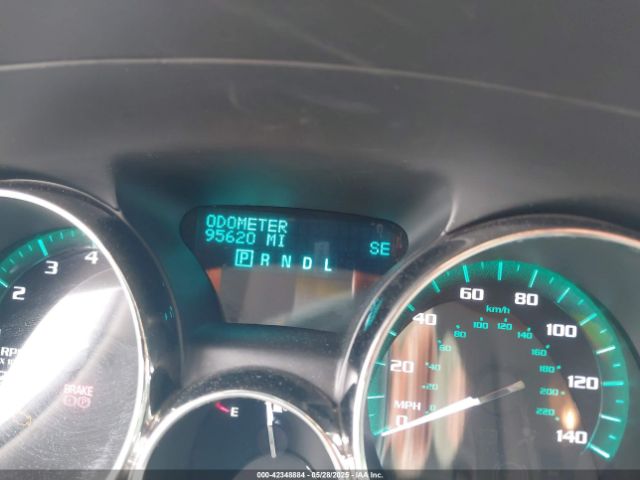 ODOMETER
95620 MI
SE
P R N D L
2 3 4
BRAKE
P
E
0 20 40 60 80 100 120 140
MPH
km/h
0 20 40 60 80 100 120 140 160 180 200 220
000-42348884 05/28/2025 IAA Inc.